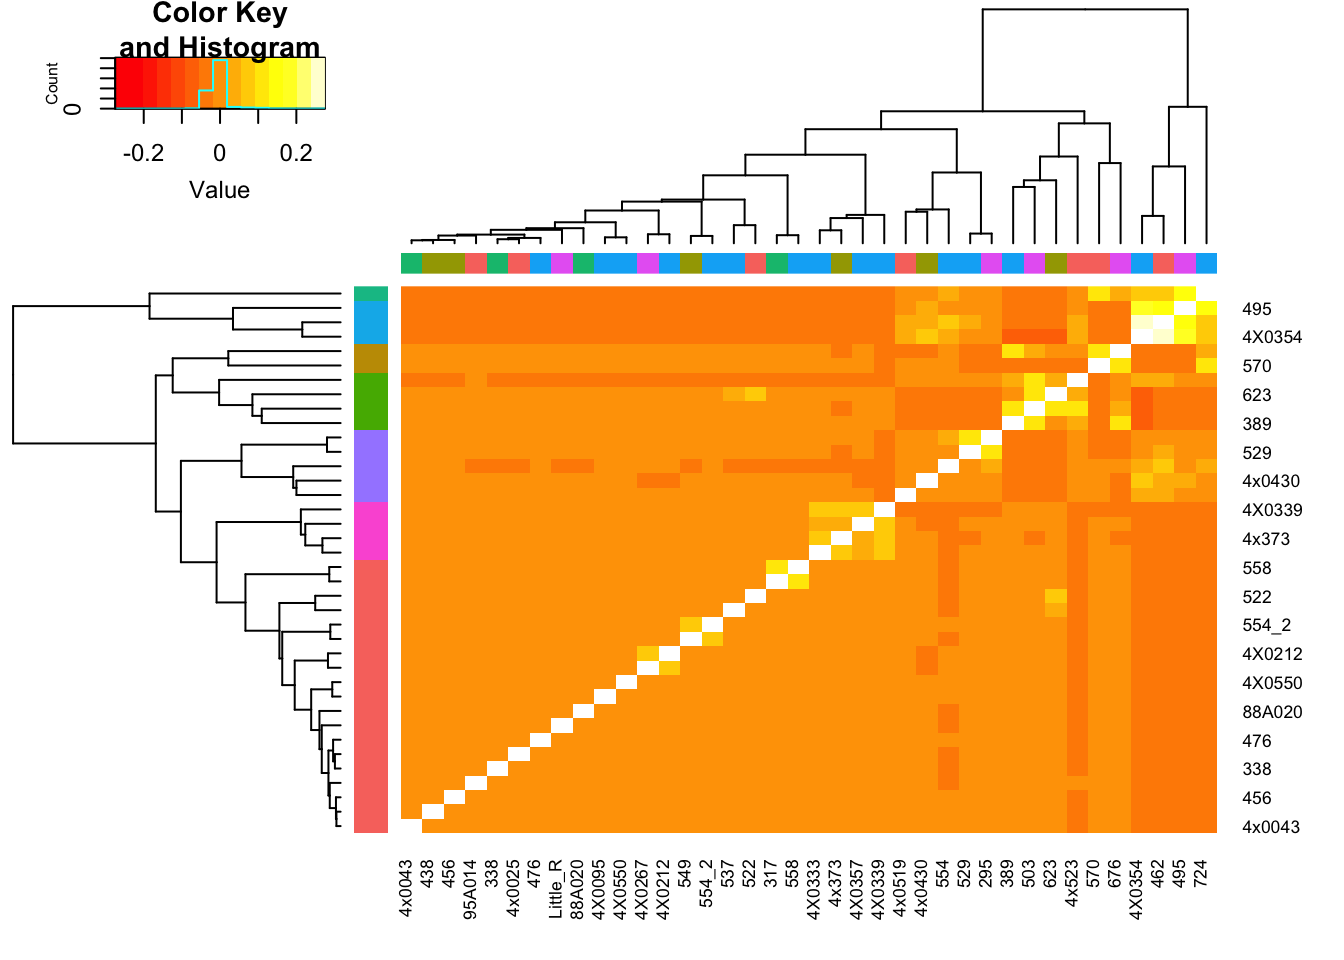 Color Key
and Histogram
Count
0
-0.2
0
0.2
Value
495
4X0354
570
623
389
529
4x0430
4X0339
4x373
558
522
554_2
4X0212
4X0550
88A020
476
338
456
4x0043
4x0043
438
456
95A014
338
4x0025
476
Little_R
88A020
4X0095
4X0550
4X0267
4X0212
549
554_2
537
522
317
558
4X0333
4x373
4X0357
4X0339
4x0519
4x0430
554
529
295
389
503
623
4x523
570
676
4X0354
462
495
724